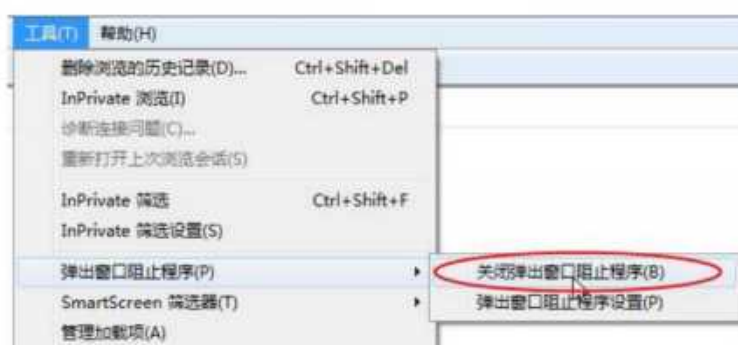 工具(T) 帮助(H)
删除浏览的历史记录(D)... Ctrl+Shift+Del
InPrivate 浏览(I) Ctrl+Shift+P
诊断连接问题(C)...
重新打开上次浏览会话(S)
InPrivate 筛选 Ctrl+Shift+F
InPrivate 筛选设置(S)
弹出窗口阻止程序(P) 关闭弹出窗口阻止程序(B)
SmartScreen 筛选器(T) 弹出窗口阻止程序设置(P)
管理加载项(A)